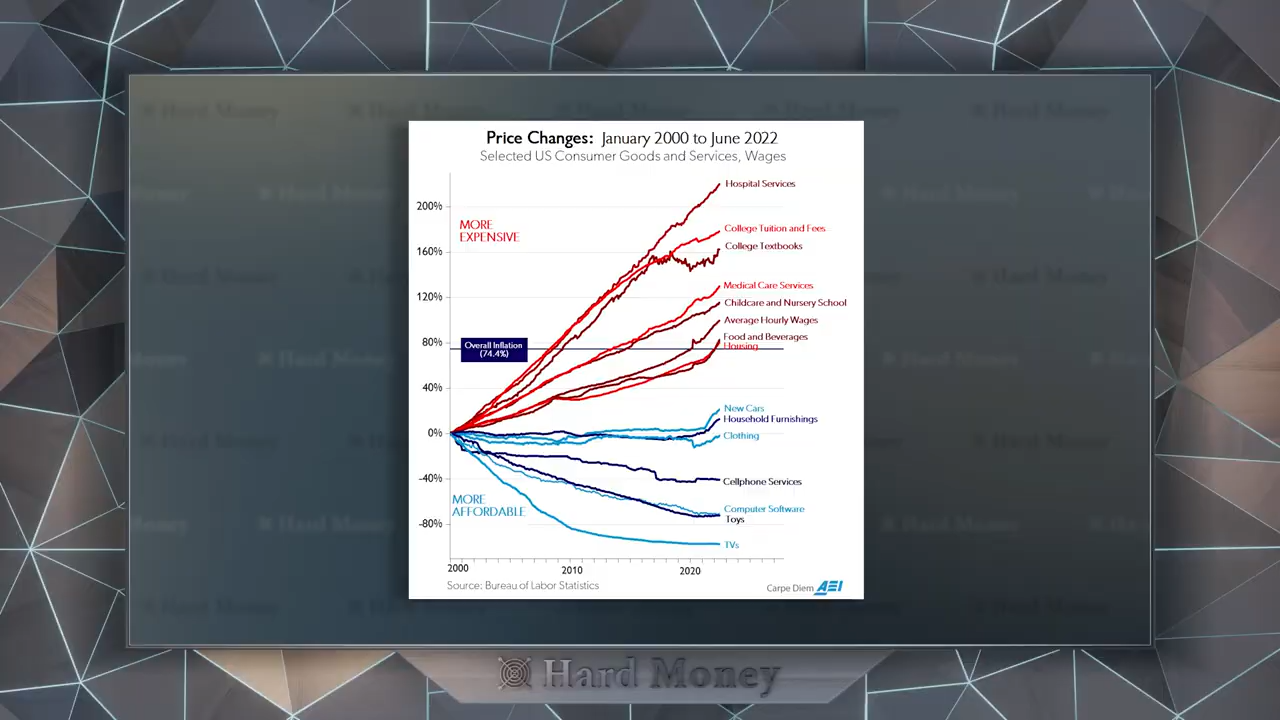 Price Changes: January 2000 to June 2022
Selected US Consumer Goods and Services, Wages
Hospital Services
200%
MORE
EXPENSIVE
College Tuition and Fees
College Textbooks
160%
Medical Care Services
120%
Childcare and Nursery School
Average Hourly Wages
Food and Beverages
80%
Housing
Overall Inflation
(74.4%)
40%
New Cars
Household Furnishings
0%
Clothing
-40%
Cellphone Services
MORE
AFFORDABLE
Computer Software
Toys
-80%
TVs
2000 2010 2020
Source: Bureau of Labor Statistics
Carpe Diem AEI
Hard Money